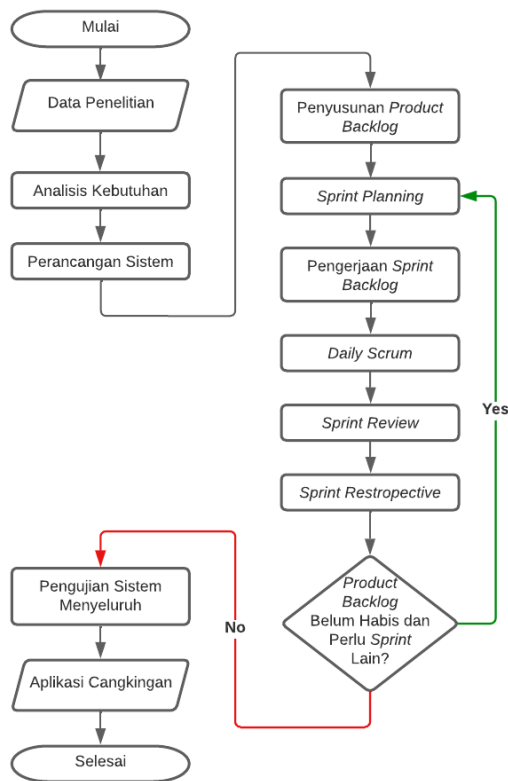 Mulai
Data Penelitian
Analisis Kebutuhan
Perancangan Sistem
Penyusunan Product
Backlog
Sprint Planning
Pengerjaan Sprint
Backlog
Daily Scrum
Sprint Review
Sprint Restropective
Product
Backlog
Belum Habis dan
Perlu Sprint
Lain?
Yes
No
Pengujian Sistem
Menyeluruh
Aplikasi Cangkingan
Selesai